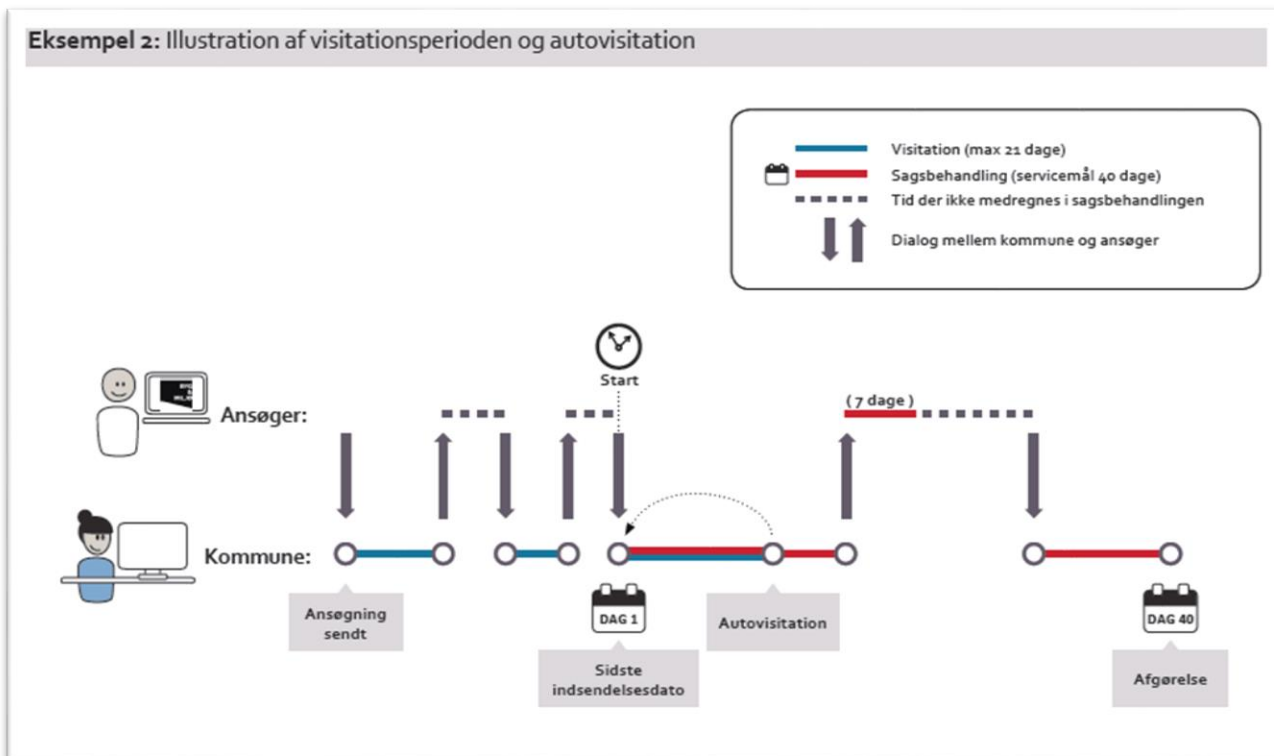 Eksempel 2: Illustration af visitationsperioden og autovisitation
Visitation (max 21 dage)
Sagsbehandling (servicemål 40 dage)
Tid der ikke medregnes i sagsbehandlingen
Dialog mellem kommune og ansøger
Start
Ansøger:
( 7 dage )
Kommune:
Ansøgning
sendt
DAG 1
Sidste
indsendelsesdato
Autovisitation
DAG 40
Afgørelse